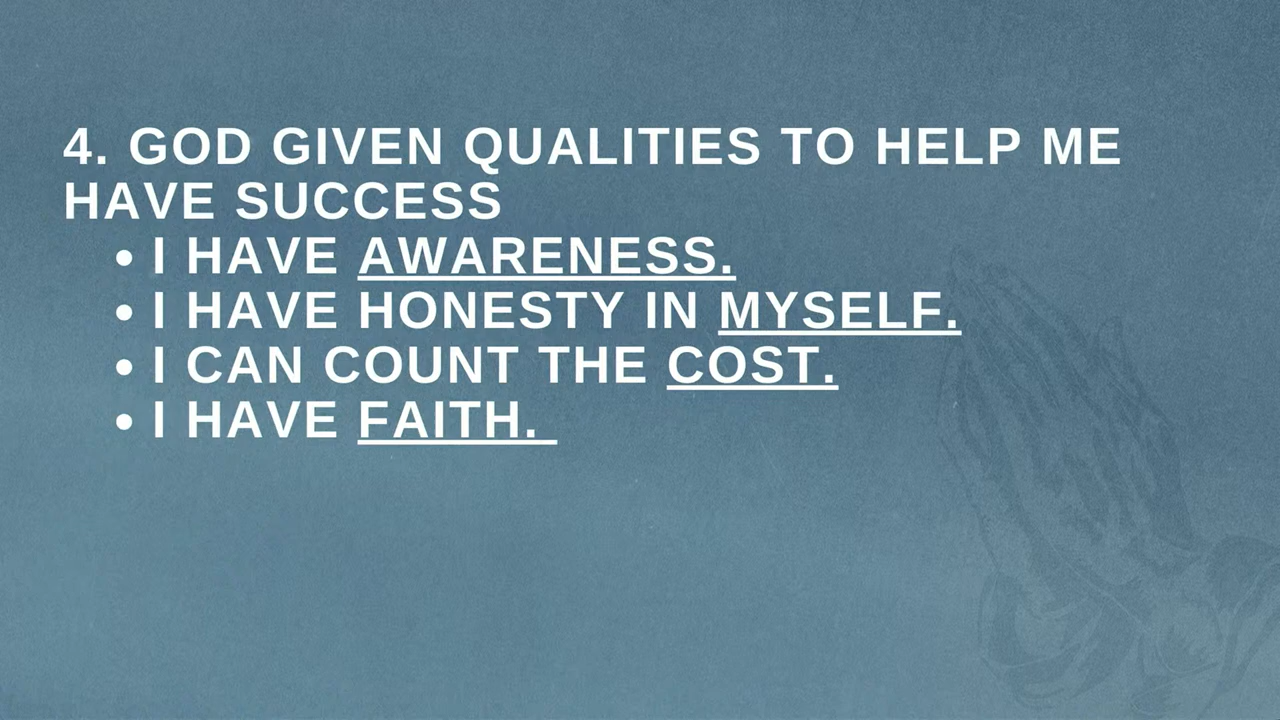 4. GOD GIVEN QUALITIES TO HELP ME
HAVE SUCCESS
• I HAVE AWARENESS.
• I HAVE HONESTY IN MYSELF.
• I CAN COUNT THE COST.
• I HAVE FAITH.